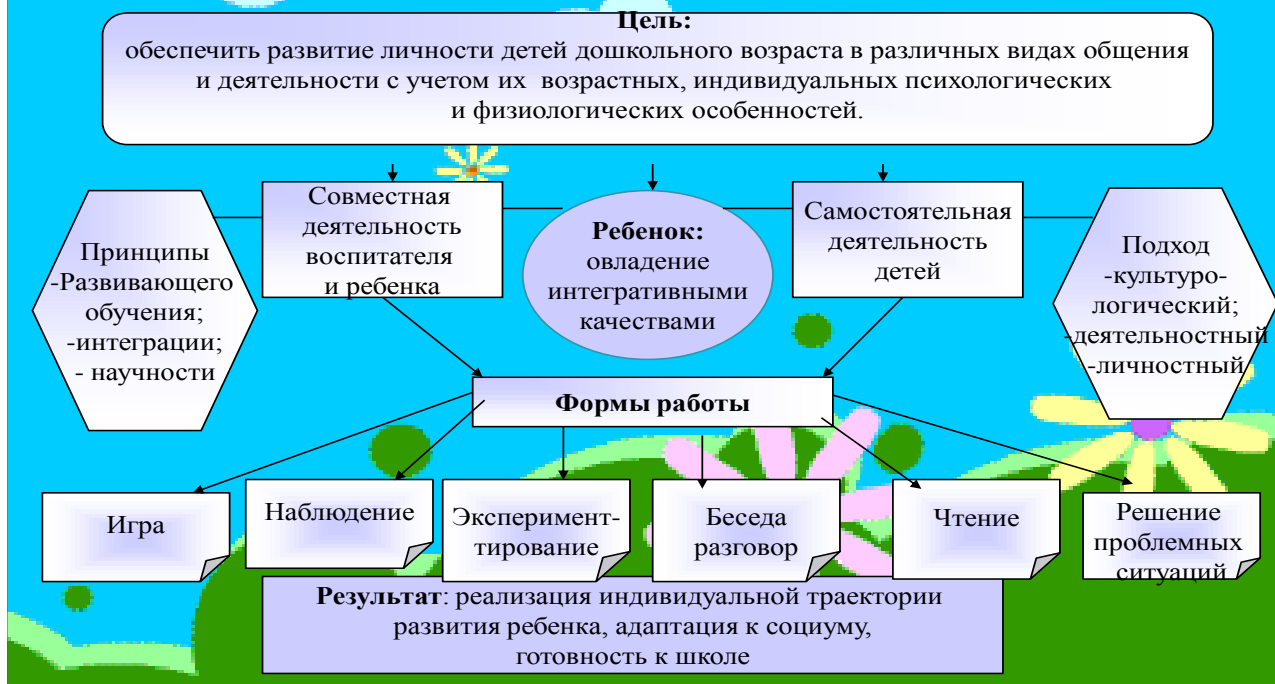 Цель:
обеспечить развитие личности детей дошкольного возраста в различных видах общения
и деятельности с учетом их возрастных, индивидуальных психологических
и физиологических особенностей.
Принципы
-Развивающего
обучения;
-интеграции;
- научности
Совместная
деятельность
воспитателя
и ребенка
Ребенок:
овладение
интегративными
качествами
Самостоятельная
деятельность
детей
Подход
-культуро-
логический;
-деятельностный
-личностный
Формы работы
Игра
Наблюдение
Эксперимент-
тирование
Беседа
разговор
Чтение
Решение
проблемных
ситуаций
Результат: реализация индивидуальной траектории
развития ребенка, адаптация к социуму,
готовность к школе